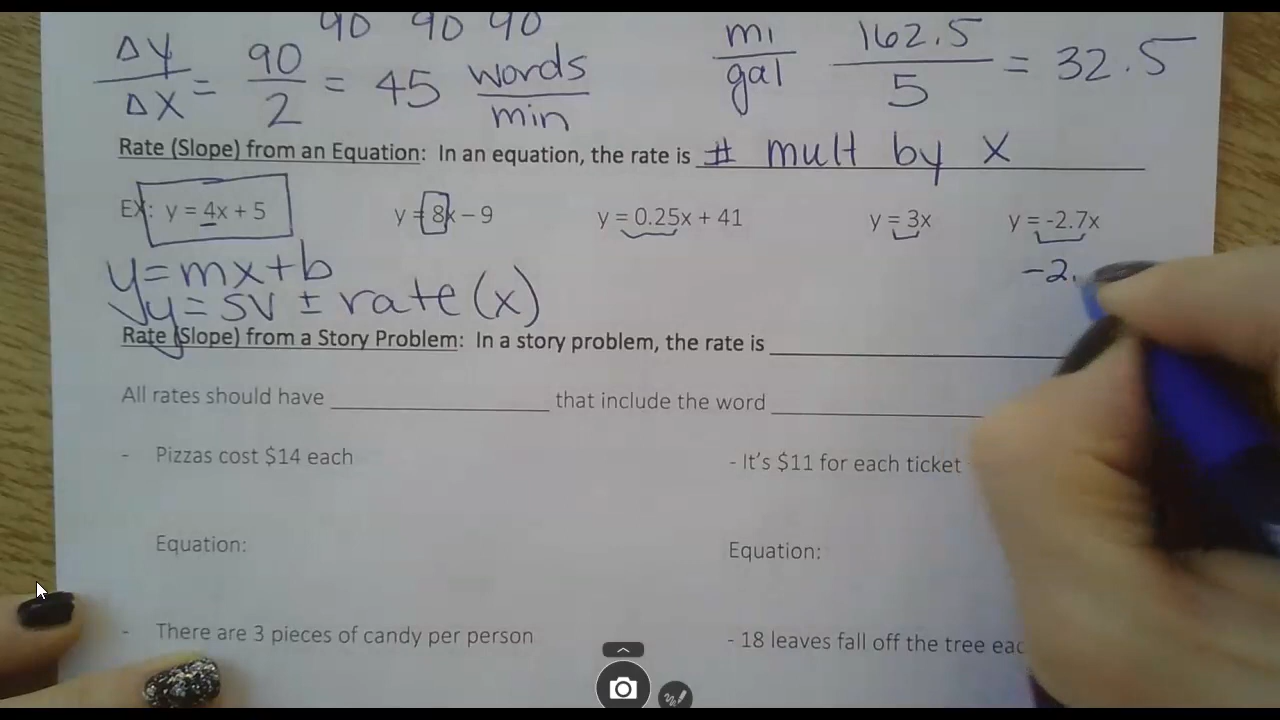 90 90 90
Δy/Δx = 90/2 = 45 words/min
mi/gal 162.5/5 = 32.5
Rate (Slope) from an Equation: In an equation, the rate is # mult by x
EX: y = 4x + 5 y = 8x – 9 y = 0.25x + 41 y = 3x y = -2.7x
-2.
y=mx+b
y = SV ± rate (x)
Rate (Slope) from a Story Problem: In a story problem, the rate is ____
All rates should have ____ that include the word ____
- Pizzas cost $14 each - It's $11 for each ticket
Equation: Equation:
- There are 3 pieces of candy per person - 18 leaves fall off the tree eac